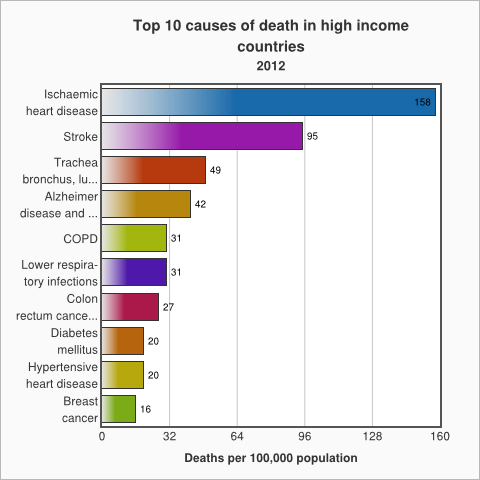 Top 10 causes of death in high income
countries
2012
Ischaemic
heart disease
158
Stroke
95
Trachea
bronchus, lu...
49
Alzheimer
disease and ...
42
COPD
31
Lower respira-
tory infections
31
Colon
rectum cance...
27
Diabetes
mellitus
20
Hypertensive
heart disease
20
Breast
cancer
16
0 32 64 96 128 160
Deaths per 100,000 population